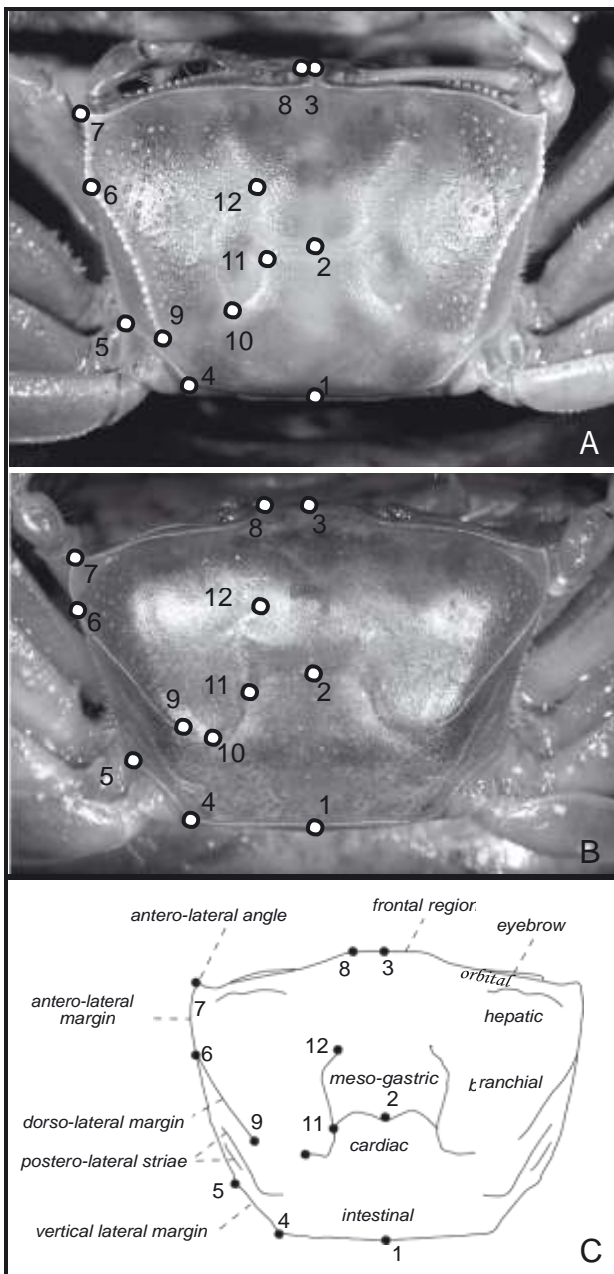 8 3
7
6
12
2
11
5
9
10
4
1
A
8
3
7
12
6
11
2
9
10
5
4
1
B
antero-lateral angle
frontal region
eyebrow
8
3
orbital
antero-lateral
margin
7
hepatic
6
12
meso-gastric
branchial
2
dorso-lateral margin
9
11
cardiac
postero-lateral striae
5
vertical lateral margin
4
intestinal
1
C